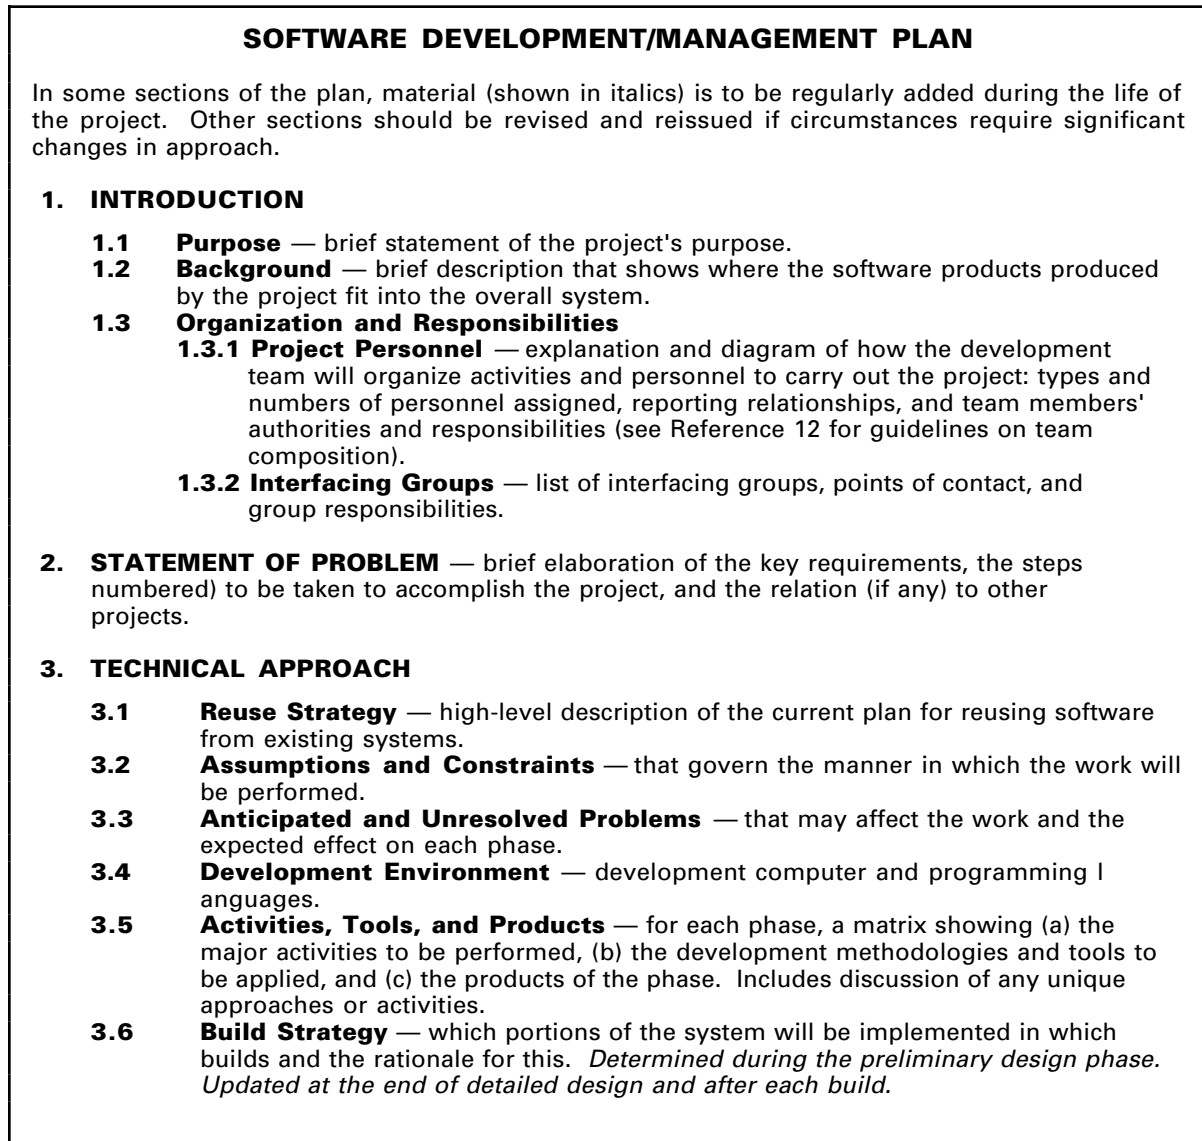 SOFTWARE DEVELOPMENT/MANAGEMENT PLAN
In some sections of the plan, material (shown in italics) is to be regularly added during the life of
the project. Other sections should be revised and reissued if circumstances require significant
changes in approach.
1. INTRODUCTION
1.1 Purpose — brief statement of the project's purpose.
1.2 Background — brief description that shows where the software products produced
by the project fit into the overall system.
1.3 Organization and Responsibilities
1.3.1 Project Personnel — explanation and diagram of how the development
team will organize activities and personnel to carry out the project: types and
numbers of personnel assigned, reporting relationships, and team members'
authorities and responsibilities (see Reference 12 for guidelines on team
composition).
1.3.2 Interfacing Groups — list of interfacing groups, points of contact, and
group responsibilities.
2. STATEMENT OF PROBLEM — brief elaboration of the key requirements, the steps
numbered) to be taken to accomplish the project, and the relation (if any) to other
projects.
3. TECHNICAL APPROACH
3.1 Reuse Strategy — high-level description of the current plan for reusing software
from existing systems.
3.2 Assumptions and Constraints — that govern the manner in which the work will
be performed.
3.3 Anticipated and Unresolved Problems — that may affect the work and the
expected effect on each phase.
3.4 Development Environment — development computer and programming l
anguages.
3.5 Activities, Tools, and Products — for each phase, a matrix showing (a) the
major activities to be performed, (b) the development methodologies and tools to
be applied, and (c) the products of the phase. Includes discussion of any unique
approaches or activities.
3.6 Build Strategy — which portions of the system will be implemented in which
builds and the rationale for this. Determined during the preliminary design phase.
Updated at the end of detailed design and after each build.